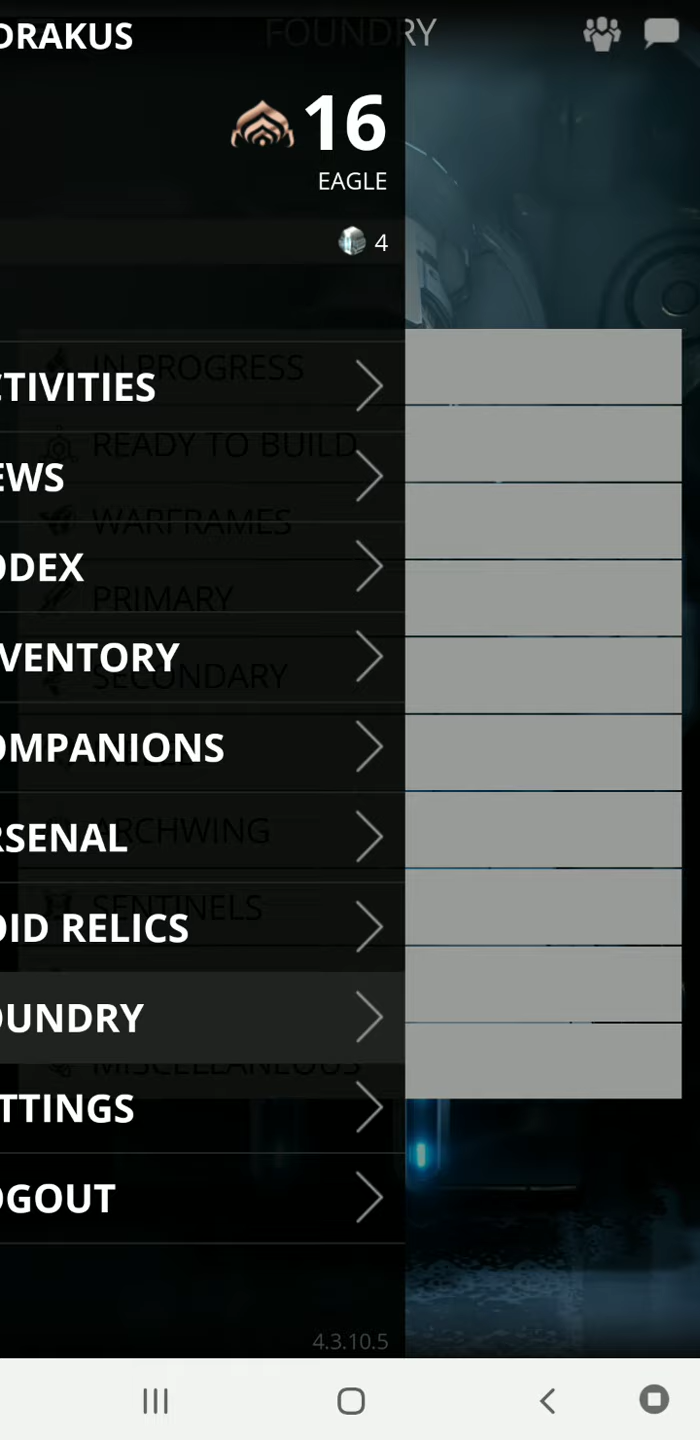 DRAKUS
FOUNDRY
16
EAGLE
4
IN PROGRESS
CTIVITIES
READY TO BUILD
EWS
WARFRAMES
ODEX
PRIMARY
VENTORY
SECONDARY
OMPANIONS
ARCHWING
RSENAL
SENTINELS
OID RELICS
OUNDRY
MISCELLANEOUS
TTINGS
OGOUT
4.3.10.5